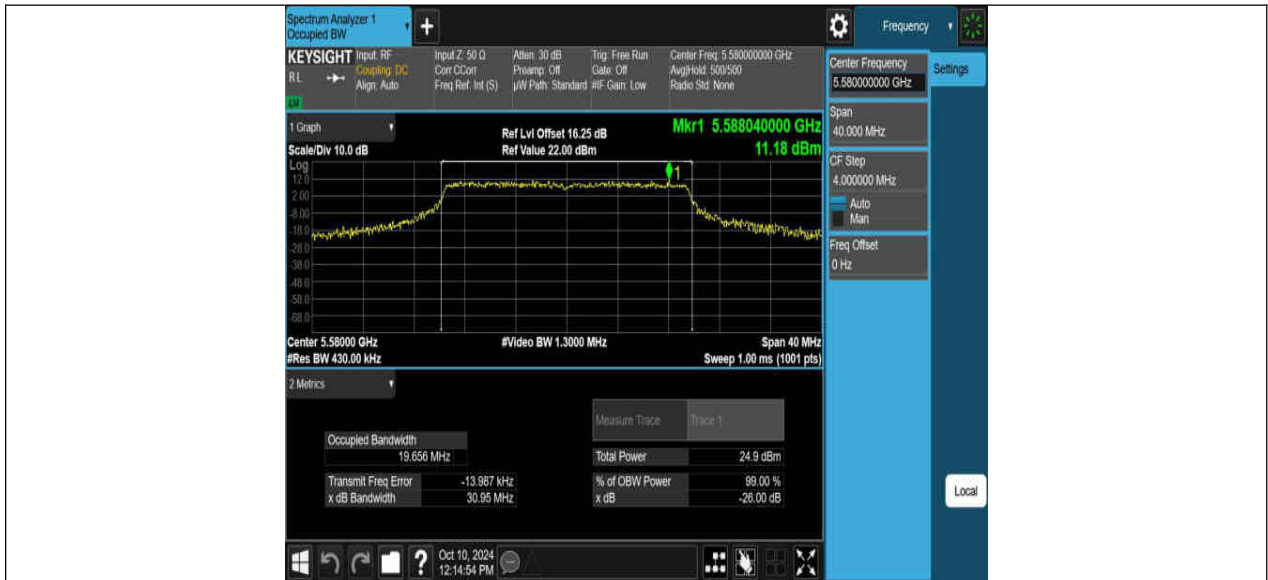 Spectrum Analyzer 1
Occupied BW
+
Frequency
KEYSIGHT
RL
LM
Input: RF
Coupling: DC
Align: Auto
Input Z: 50 Ω
Corr CCorr
Freq Ref: Int (S)
Atten: 30 dB
Preamp: Off
µW Path: Standard
Trig: Free Run
Gate: Off
#IF Gain: Low
Center Freq: 5.580000000 GHz
Avg|Hold: 500/500
Radio Std: None
Center Frequency
5.580000000 GHz
Settings
Span
40.000 MHz
CF Step
4.000000 MHz
Auto
Man
Freq Offset
0 Hz
Local
1 Graph
Scale/Div 10.0 dB
Ref Lvl Offset 16.25 dB
Ref Value 22.00 dBm
Mkr1 5.588040000 GHz
11.18 dBm
Log
12.0
2.00
-8.00
-18.0
-28.0
-38.0
-48.0
-58.0
-68.0
1
Center 5.58000 GHz
#Res BW 430.00 kHz
#Video BW 1.3000 MHz
Span 40 MHz
Sweep 1.00 ms (1001 pts)
2 Metrics
Measure Trace Trace 1
Occupied Bandwidth
19.656 MHz
Total Power 24.9 dBm
Transmit Freq Error -13.987 kHz
% of OBW Power 99.00 %
x dB Bandwidth 30.95 MHz
x dB -26.00 dB
?
Oct 10, 2024
12:14:54 PM